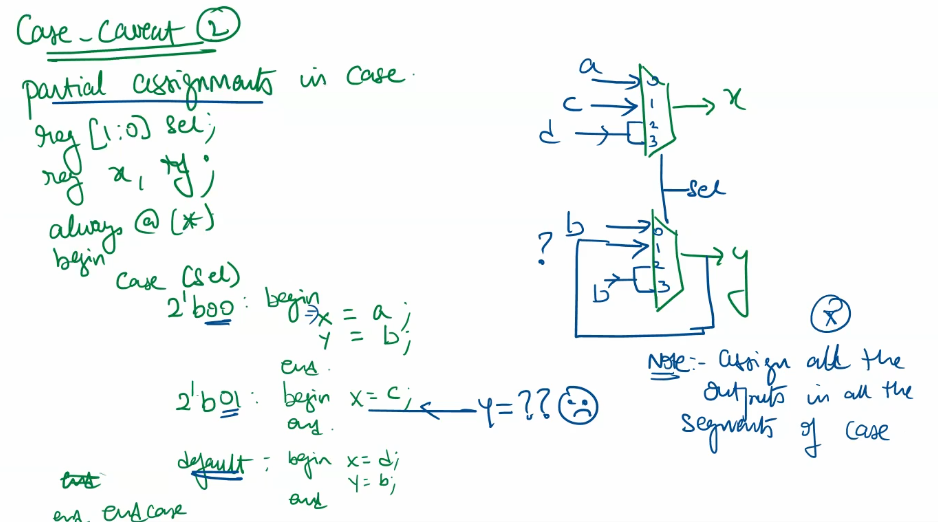 Case-Caveat 2
partial assignments in Case.
reg [1:0] sel;
reg x, y;
always @ (*)
begin
Case (sel)
2'b00: begin
x = a;
y = b;
end.
2'b01: begin x = c;
end.
y = ??
default: begin x = d;
y = b;
end
end. endcase
a
c
d
0
1
2
3
x
sel
b
?
b
0
1
2
3
y
Note:- Assign all the
outputs in all the
segments of case